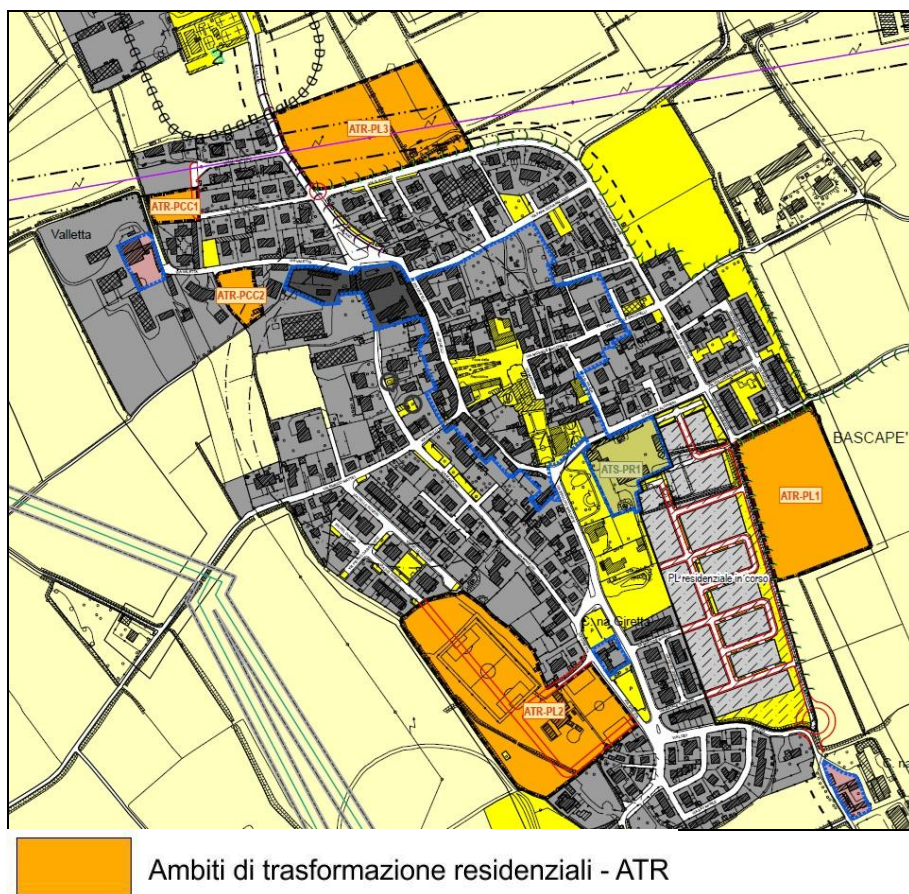 ATR-PL3
ATR-PCC1
Valletta
ATR-PCC2
BASCAPE'
ATS-PR1
ATR-PL1
PL residenziale in corso
C. na Giretta
ATR-PL2
C. na
Ambiti di trasformazione residenziali - ATR